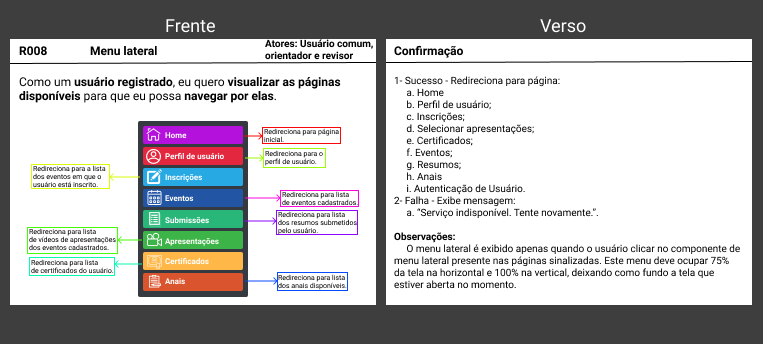 Frente
R008
Menu lateral
Atores: Usuário comum,
orientador e revisor
Como um usuário registrado, eu quero visualizar as páginas
disponíveis para que eu possa navegar por elas.
Home
Perfil de usuário
Inscrições
Eventos
Submissões
Apresentações
Certificados
Anais
Redireciona para página
inicial.
Redireciona para o
perfil de usuário.
Redireciona para a lista
dos eventos em que o
usuário está inscrito.
Redireciona para lista
de eventos cadastrados.
Redireciona para lista
dos resumos submetidos
pelo usuário.
Redireciona para lista
de vídeos de apresentações
dos eventos cadastrados.
Redireciona para lista
de certificados do usuário.
Redireciona para lista
dos anais disponíveis.
Verso
Confirmação
1- Sucesso - Redireciona para página:
a. Home
b. Perfil de usuário;
c. Inscrições;
d. Selecionar apresentações;
e. Certificados;
f. Eventos;
g. Resumos;
h. Anais
i. Autenticação de Usuário.
2- Falha - Exibe mensagem:
a. “Serviço indisponível. Tente novamente.”.
Observações:
O menu lateral é exibido apenas quando o usuário clicar no componente de
menu lateral presente nas páginas sinalizadas. Este menu deve ocupar 75%
da tela na horizontal e 100% na vertical, deixando como fundo a tela que
estiver aberta no momento.